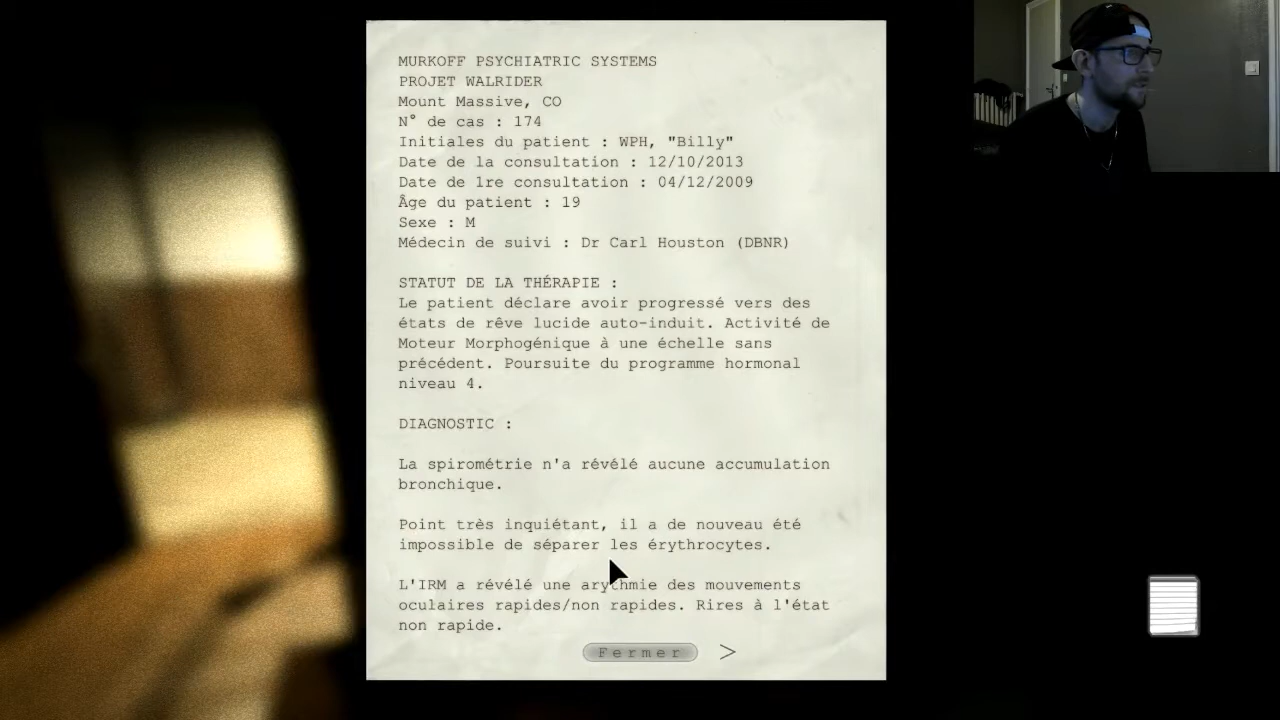 MURKOFF PSYCHIATRIC SYSTEMS
PROJET WALRIDER
Mount Massive, CO
N° de cas : 174
Initiales du patient : WPH, "Billy"
Date de la consultation : 12/10/2013
Date de 1re consultation : 04/12/2009
Âge du patient : 19
Sexe : M
Médecin de suivi : Dr Carl Houston (DBNR)
STATUT DE LA THÉRAPIE :
Le patient déclare avoir progressé vers des
états de rêve lucide auto-induit. Activité de
Moteur Morphogénique à une échelle sans
précédent. Poursuite du programme hormonal
niveau 4.
DIAGNOSTIC :
La spirométrie n'a révélé aucune accumulation
bronchique.
Point très inquiétant, il a de nouveau été
impossible de séparer les érythrocytes.
L'IRM a révélé une arythmie des mouvements
oculaires rapides/non rapides. Rires à l'état
non rapide.
Fermer >